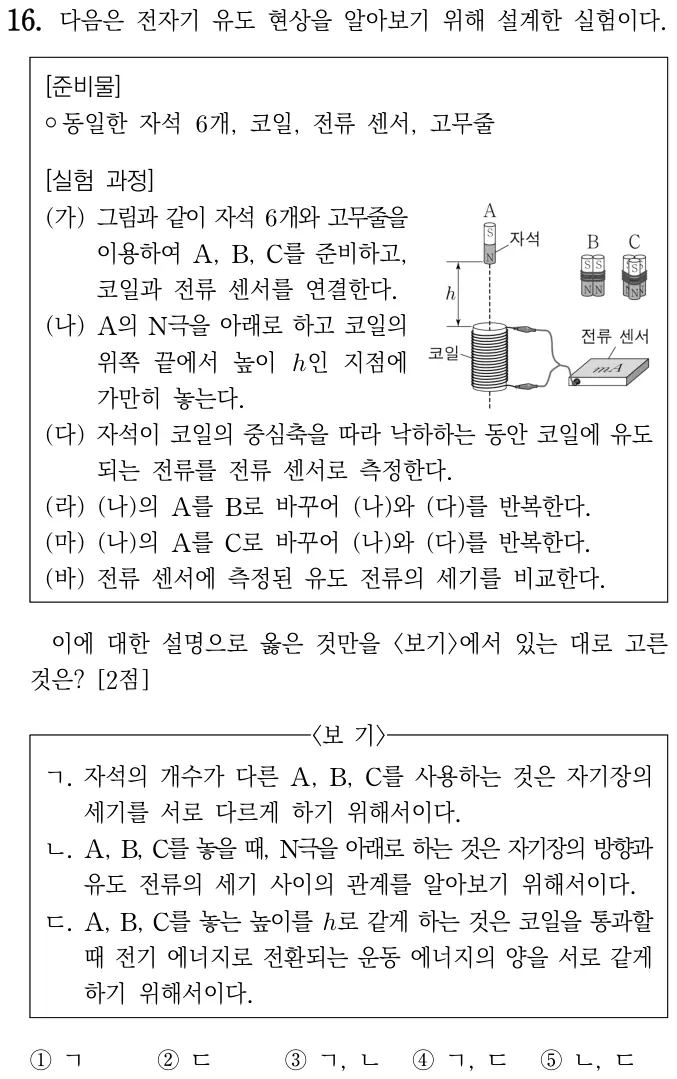 16. 다음은 전자기 유도 현상을 알아보기 위해 설계한 실험이다.
[준비물]
○ 동일한 자석 6개, 코일, 전류 센서, 고무줄
[실험 과정]
(가) 그림과 같이 자석 6개와 고무줄을
이용하여 A, B, C를 준비하고,
코일과 전류 센서를 연결한다.
(나) A의 N극을 아래로 하고 코일의
위쪽 끝에서 높이 h인 지점에
가만히 놓는다.
A
S
N
자석
h
코일
B
S S
N N
C
S S
S
N N
전류 센서
mA
(다) 자석이 코일의 중심축을 따라 낙하하는 동안 코일에 유도
되는 전류를 전류 센서로 측정한다.
(라) (나)의 A를 B로 바꾸어 (나)와 (다)를 반복한다.
(마) (나)의 A를 C로 바꾸어 (나)와 (다)를 반복한다.
(바) 전류 센서에 측정된 유도 전류의 세기를 비교한다.
이에 대한 설명으로 옳은 것만을 <보기>에서 있는 대로 고른
것은? [2점]
<보 기>
ㄱ. 자석의 개수가 다른 A, B, C를 사용하는 것은 자기장의
세기를 서로 다르게 하기 위해서이다.
ㄴ. A, B, C를 놓을 때, N극을 아래로 하는 것은 자기장의 방향과
유도 전류의 세기 사이의 관계를 알아보기 위해서이다.
ㄷ. A, B, C를 놓는 높이를 h로 같게 하는 것은 코일을 통과할
때 전기 에너지로 전환되는 운동 에너지의 양을 서로 같게
하기 위해서이다.
① ㄱ ② ㄷ ③ ㄱ, ㄴ ④ ㄱ, ㄷ ⑤ ㄴ, ㄷ